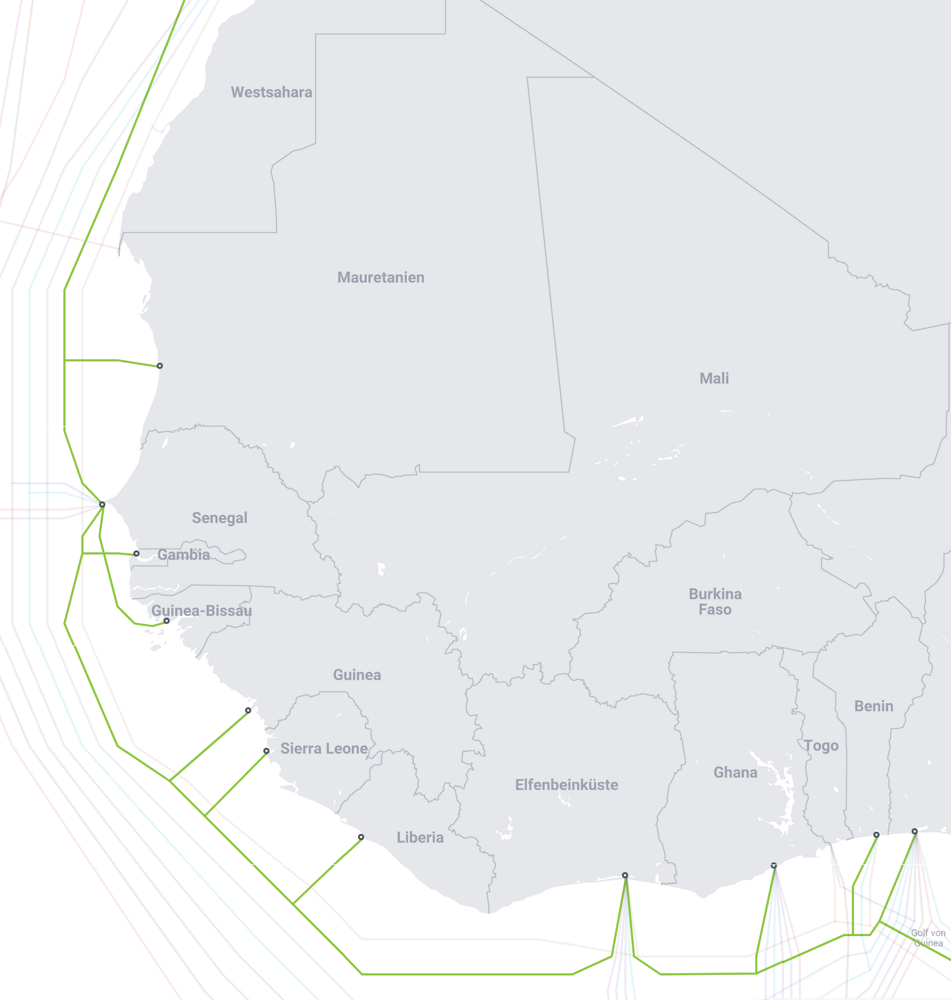 Westsahara
Mauretanien
Mali
Senegal
Gambia
Guinea-Bissau
Burkina
Faso
Guinea
Benin
Sierra Leone
Togo
Ghana
Elfenbeinküste
Liberia
Golf von
Guinea